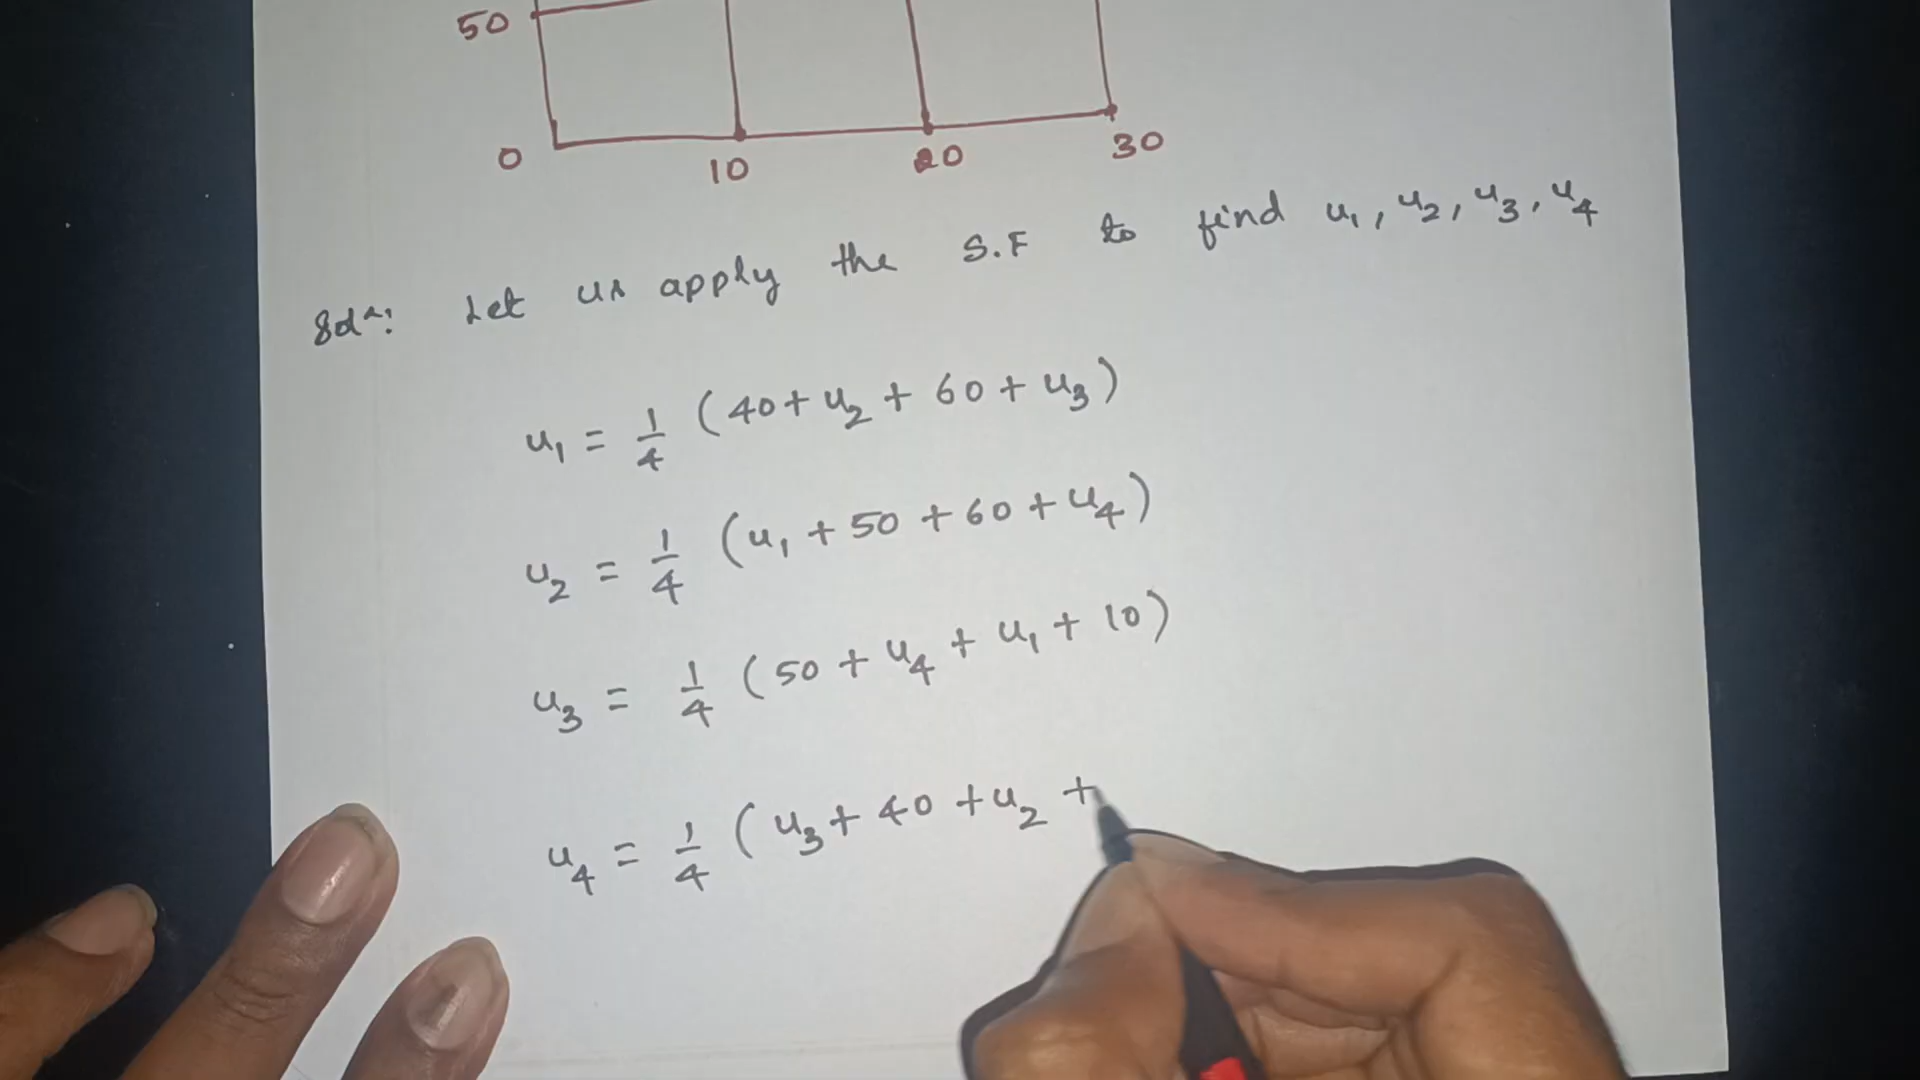 50
0 10 20 30
Sol^n: Let us apply the S.F to find u₁, u₂, u₃, u₄
u₁ = 1/4 (40 + u₂ + 60 + u₃)
u₂ = 1/4 (u₁ + 50 + 60 + u₄)
u₃ = 1/4 (50 + u₄ + u₁ + 10)
u₄ = 1/4 (u₃ + 40 + u₂ +